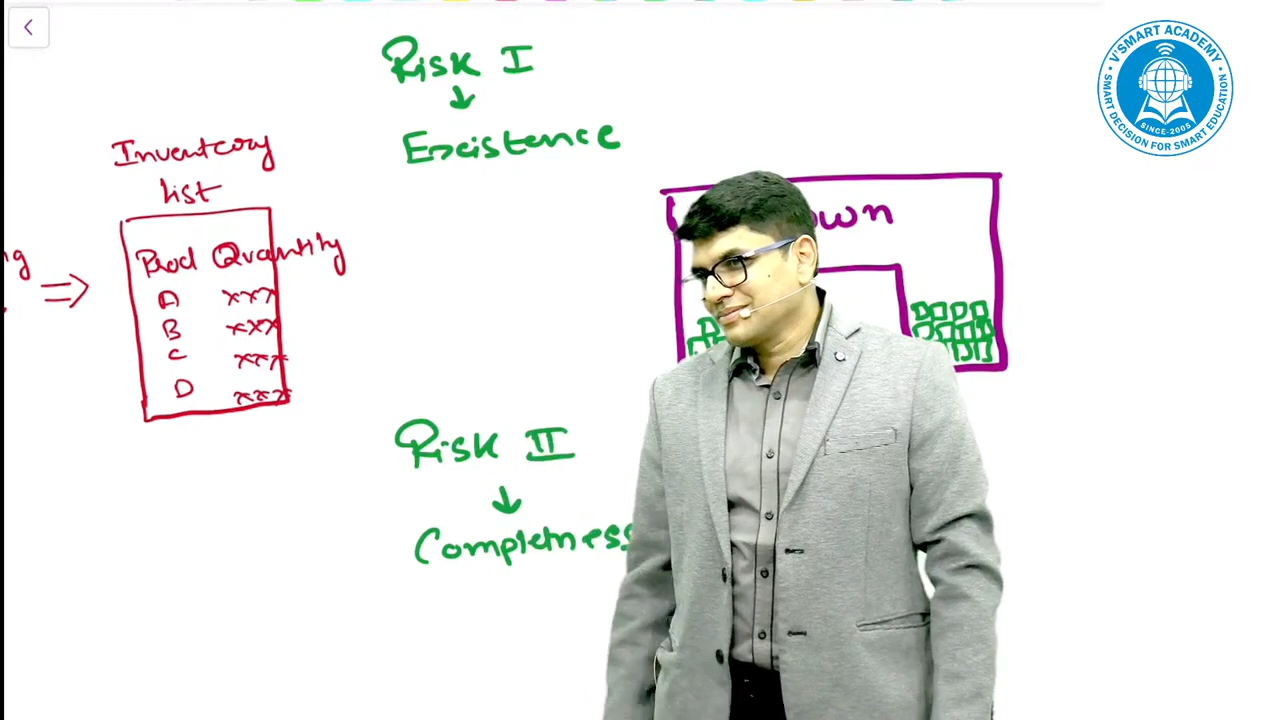 Risk I
↓
Existence
Inventory
list
Prod Quantity
A xxx
B xxx
C xxx
D xxx
⇒
Risk II
↓
Completness
V'SMART ACADEMY
SINCE-2005
SMART DECISION FOR SMART EDUCATION